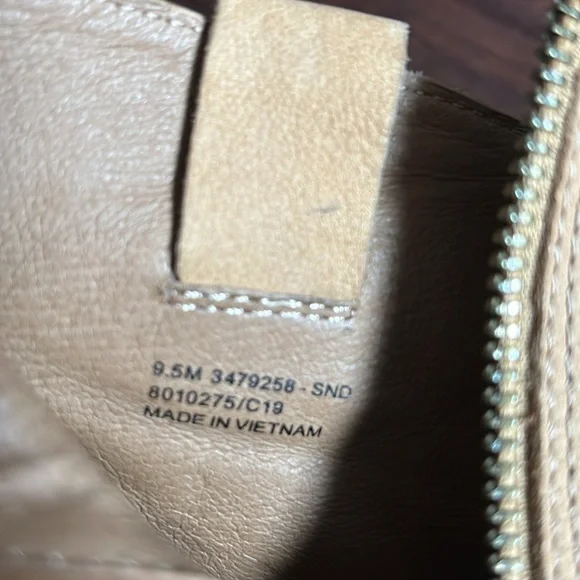 9.5M 3479258 - SND
8010275/C19
MADE IN VIETNAM